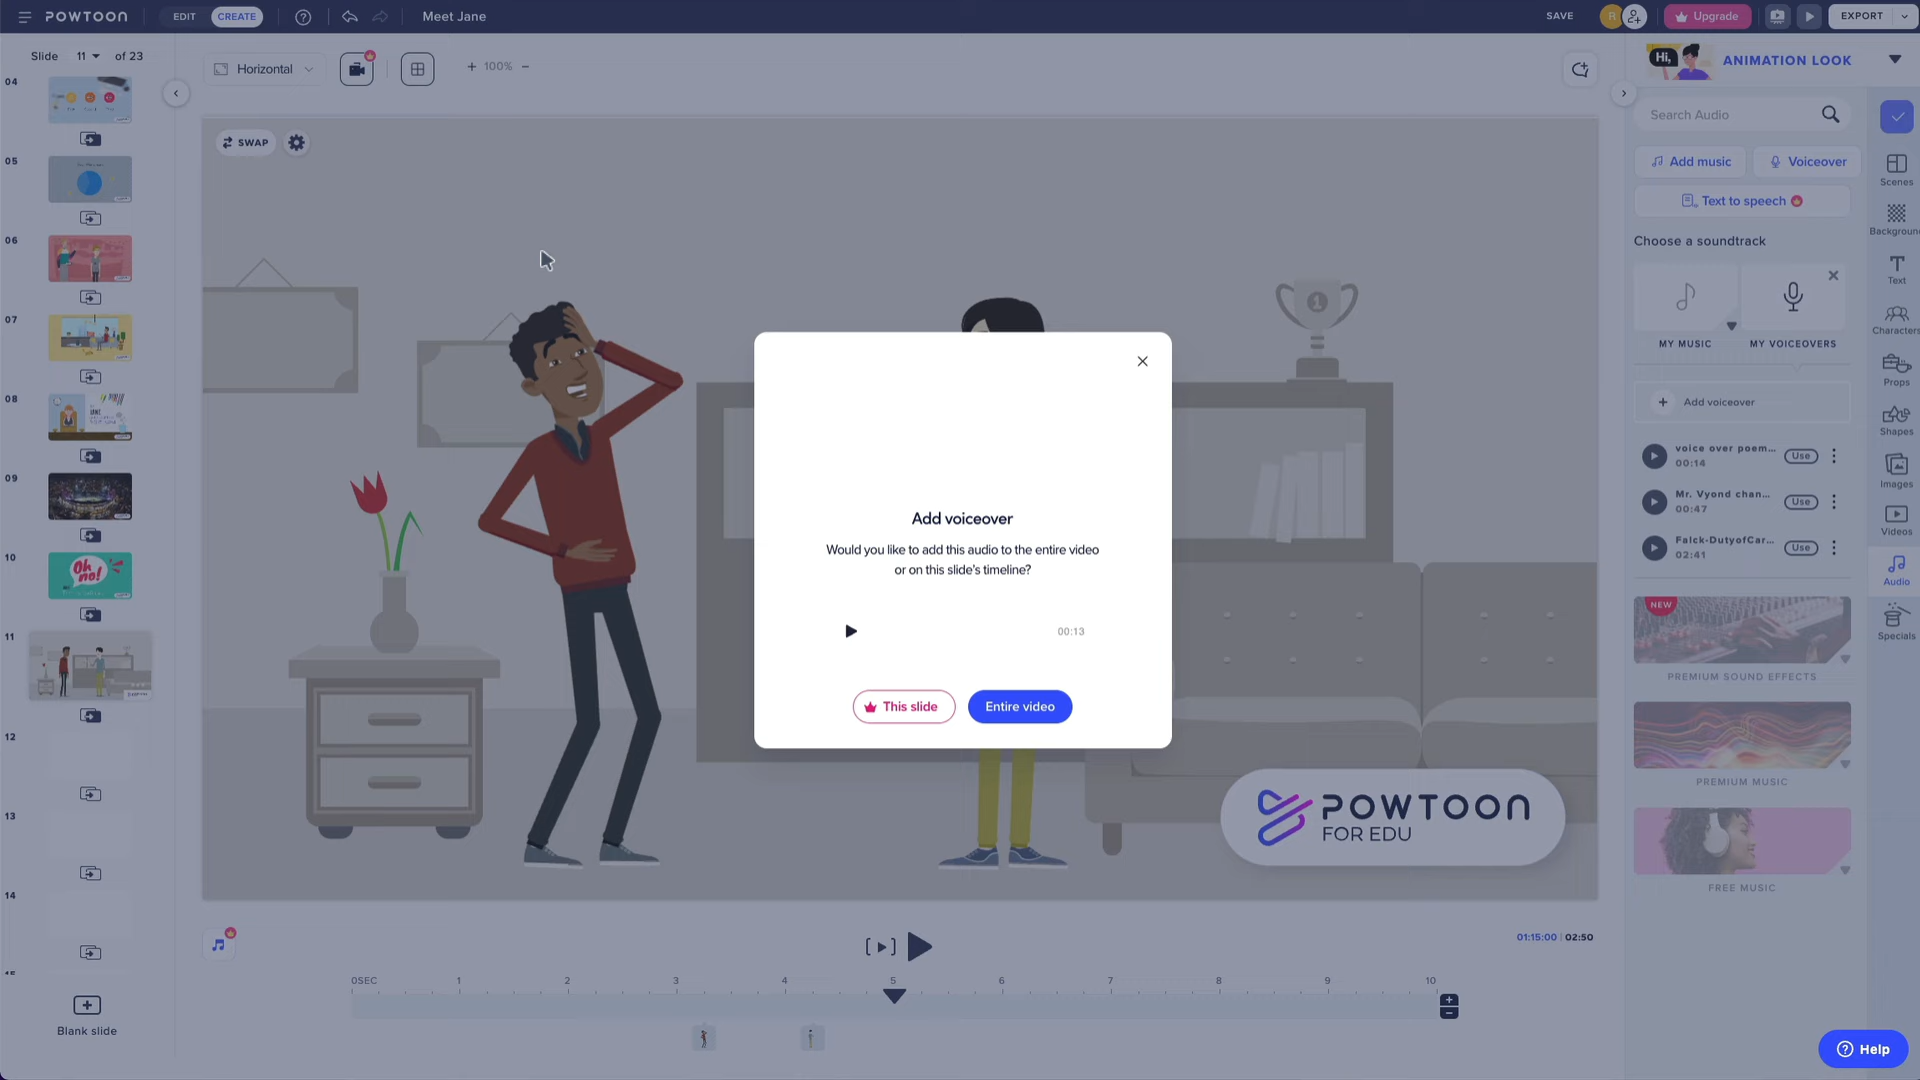 POWTOON
EDIT
CREATE
Meet Jane
SAVE
R
Upgrade
EXPORT
Slide 11 of 23
Horizontal
+ 100% −
Hi,
ANIMATION LOOK
04
05
06
07
08
09
10
Oh no!
11
12
13
14
Blank slide
SWAP
1
Add voiceover
Would you like to add this audio to the entire video
or on this slide's timeline?
00:13
This slide
Entire video
POWTOON
FOR EDU
01:15:00 | 02:50
0SEC 1 2 3 4 5 6 7 8 9 10
Search Audio
Add music
Voiceover
Text to speech
Choose a soundtrack
MY MUSIC
MY VOICEOVERS
Add voiceover
voice over poem...
00:14
Use
Mr. Vyond chan...
00:47
Use
Falck-DutyofCar...
02:41
Use
NEW
PREMIUM SOUND EFFECTS
PREMIUM MUSIC
FREE MUSIC
Scenes
Backgroun
Text
Characters
Props
Shapes
Images
Videos
Audio
Specials
Help